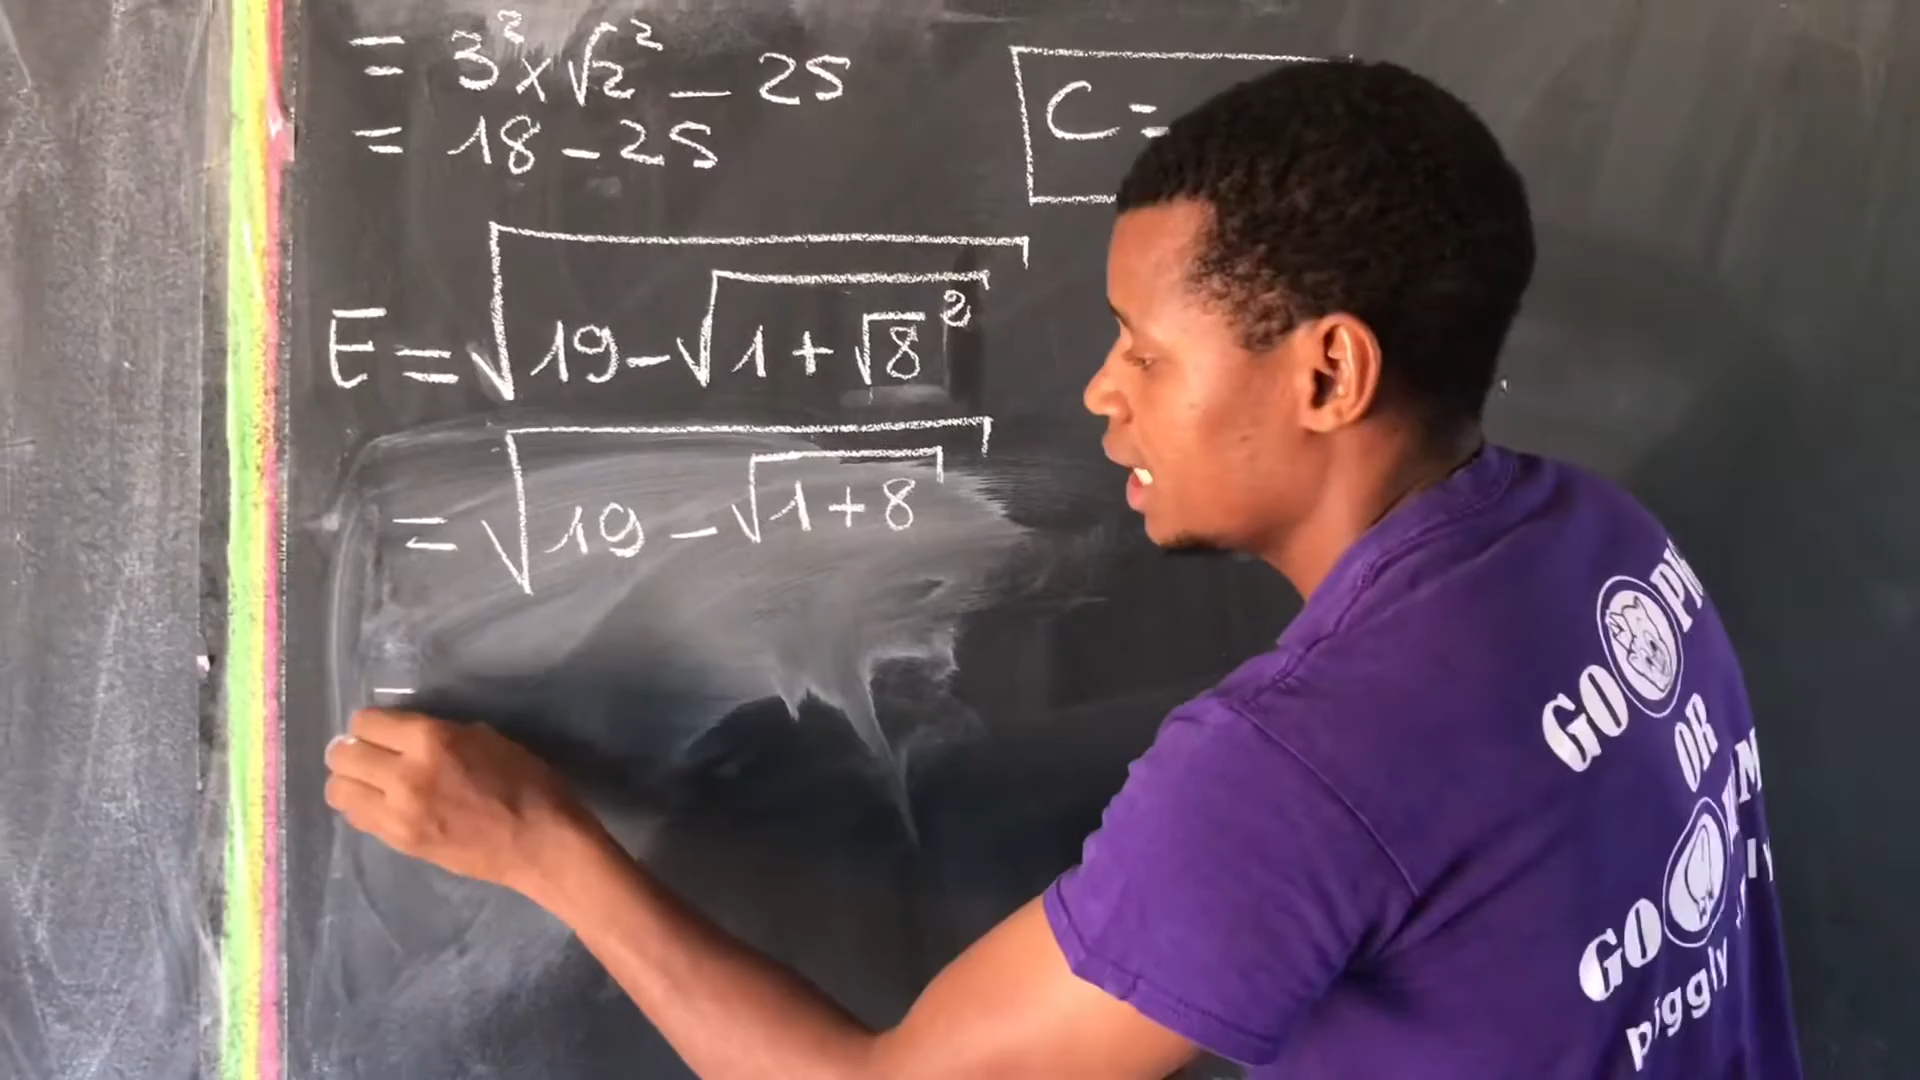 = 3² x √2² - 25
= 18 - 25
C =
E = √(19 - √(1 + √8²))
= √(19 - √(1 + 8))
GO
OR
GO
piggly